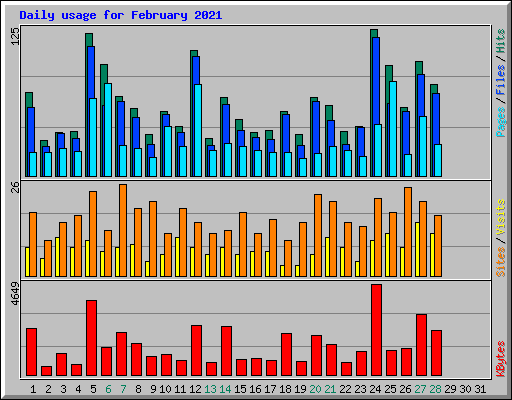 Daily usage for February 2021
125
Pages / Files / Hits
26
Sites / Visits
4649
KBytes
1 2 3 4 5 6 7 8 9 10 11 12 13 14 15 16 17 18 19 20 21 22 23 24 25 26 27 28 29 30 31